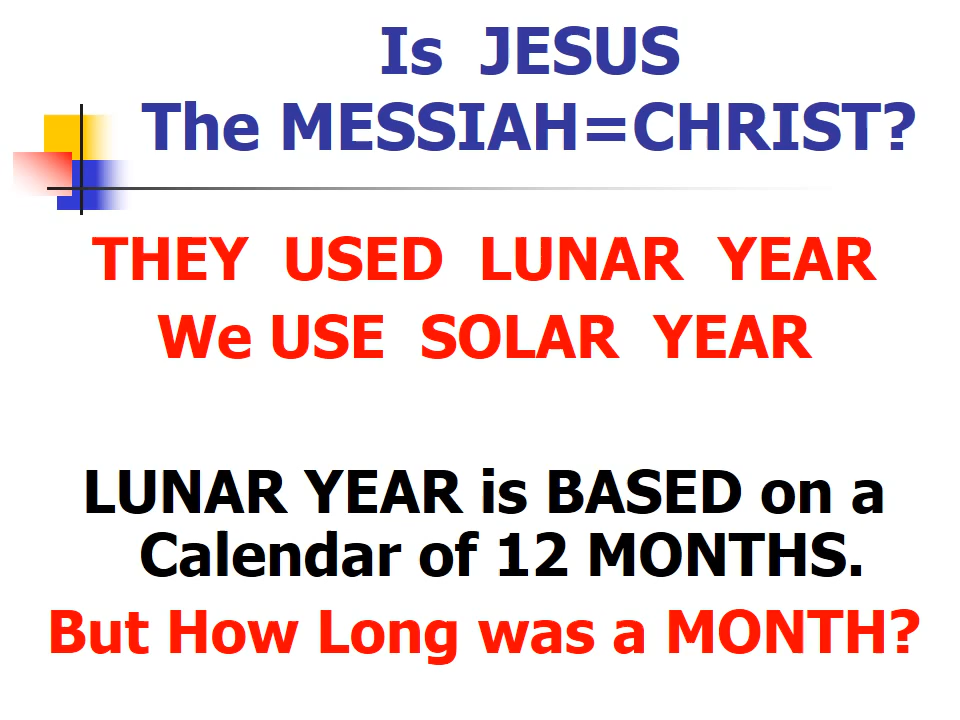 Is JESUS
The MESSIAH=CHRIST?
THEY USED LUNAR YEAR
We USE SOLAR YEAR
LUNAR YEAR is BASED on a
Calendar of 12 MONTHS.
But How Long was a MONTH?